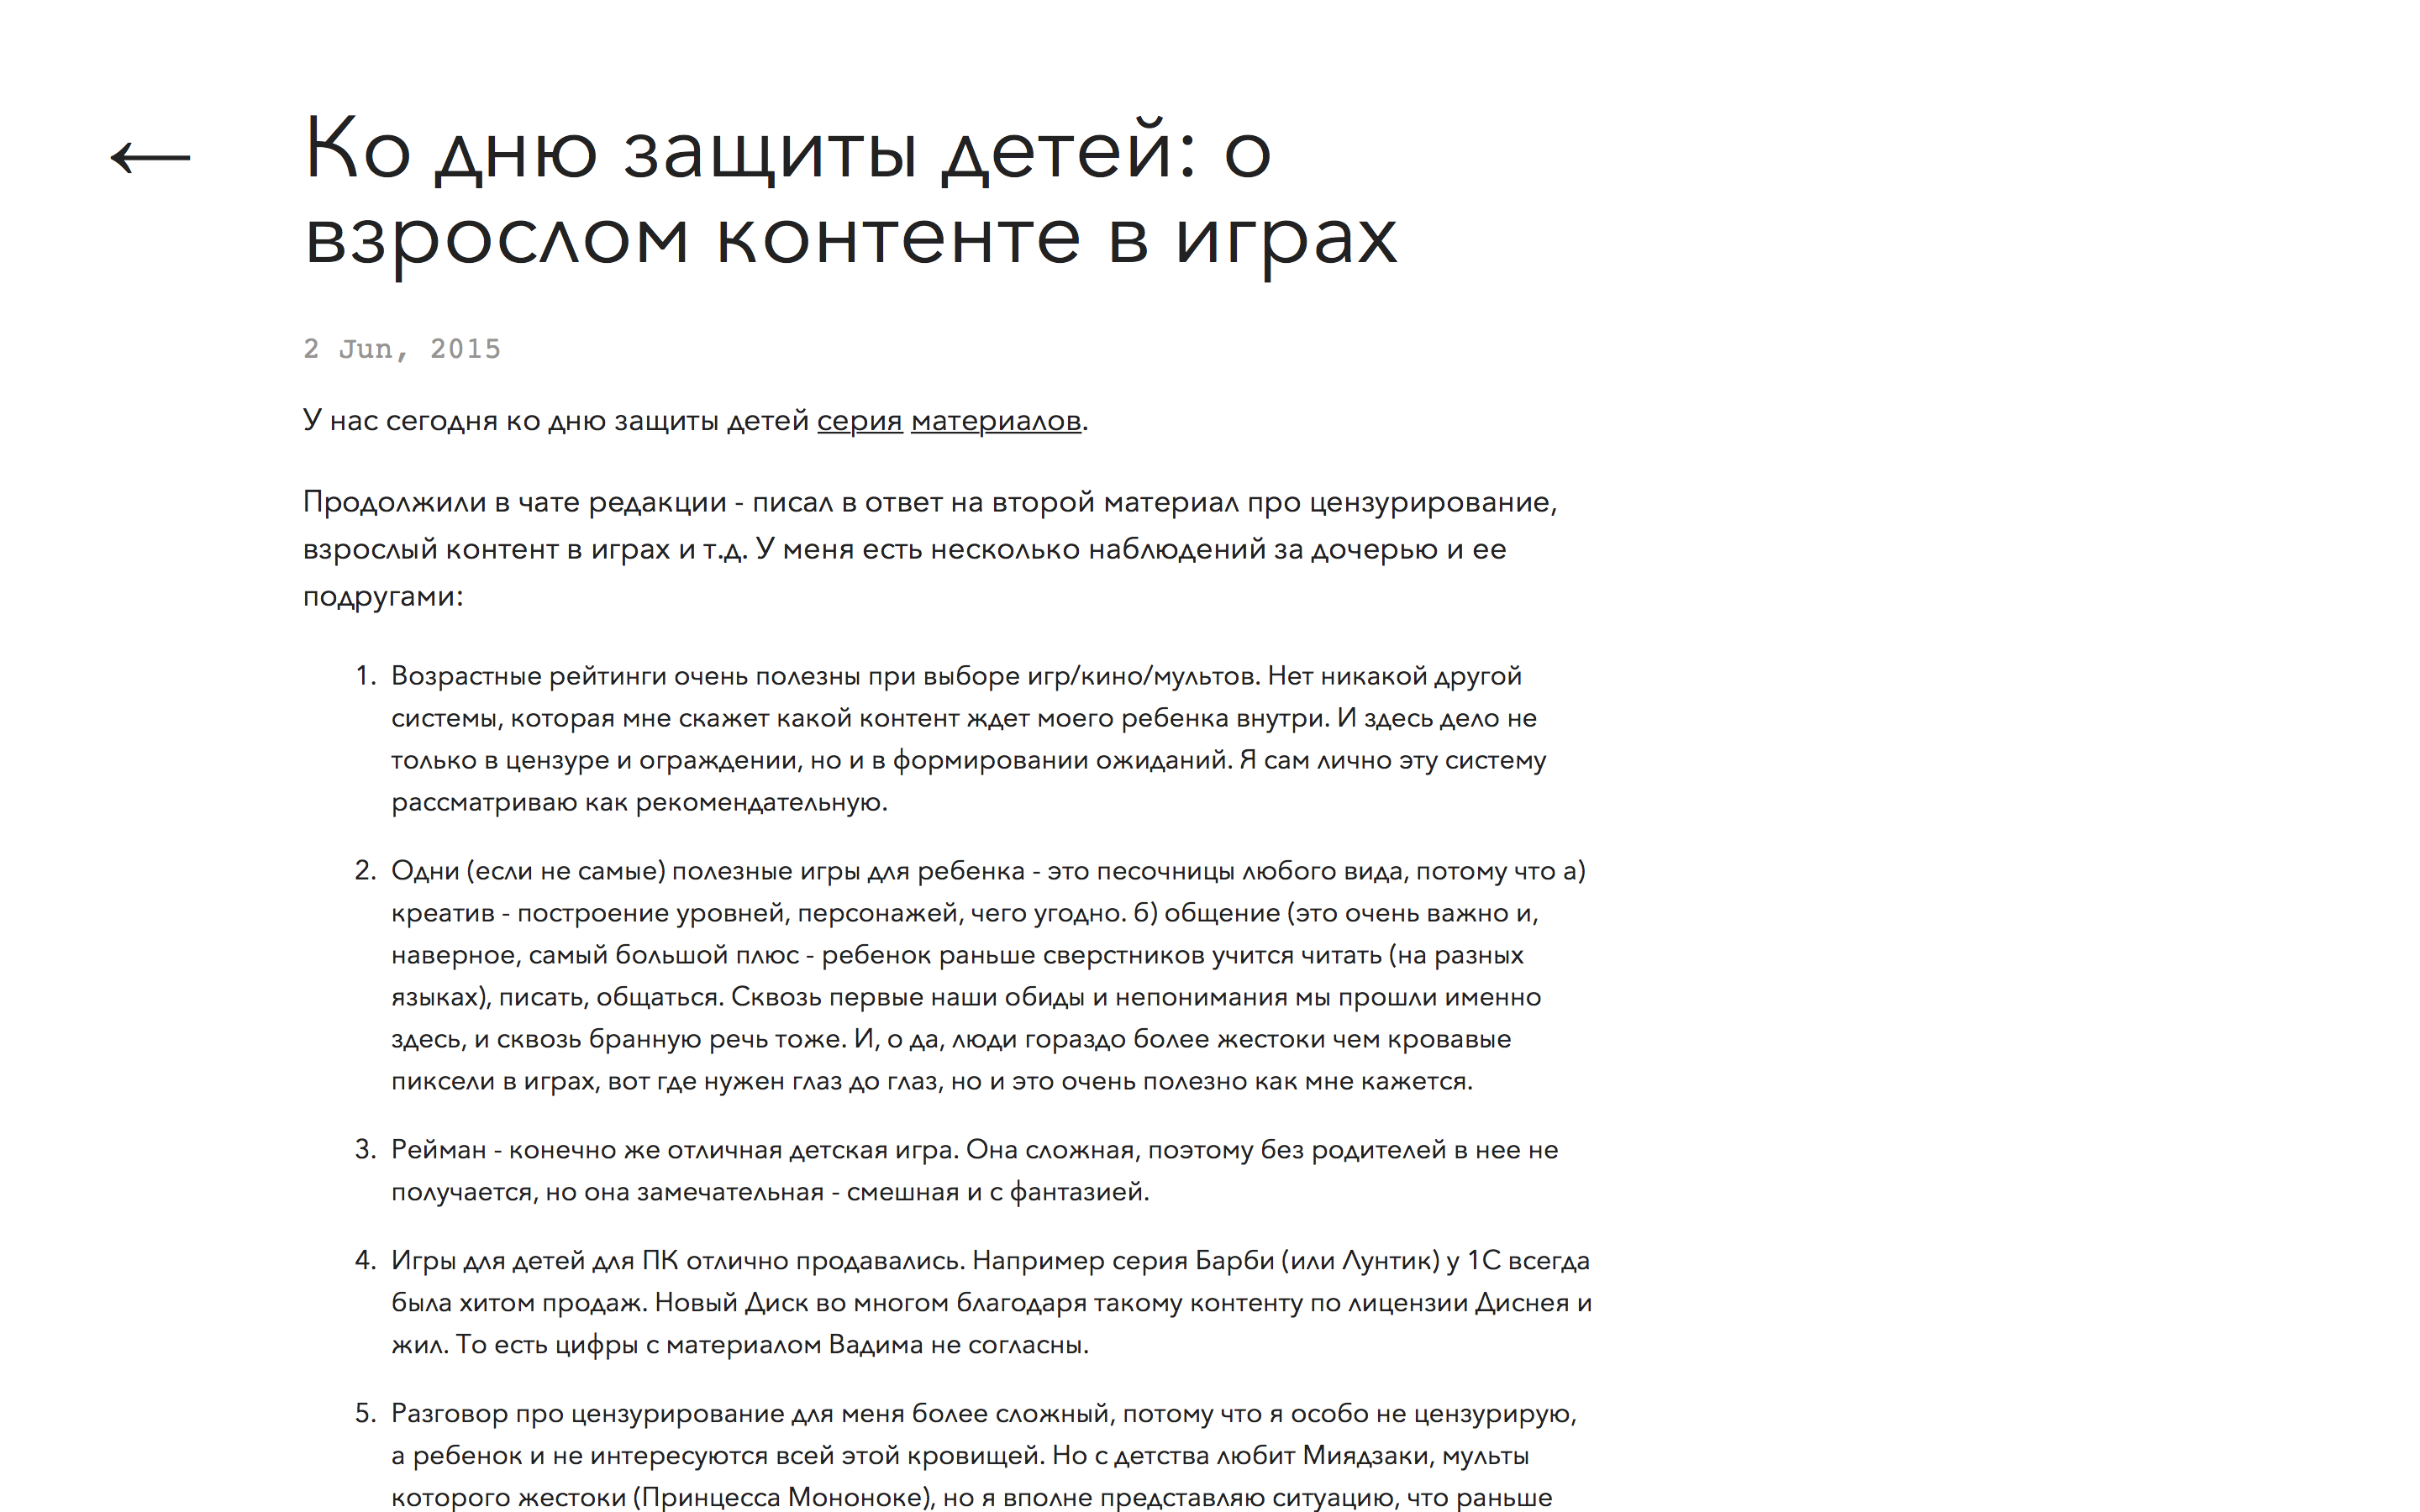 ←
Ко дню защиты детей: о
взрослом контенте в играх
2 Jun, 2015
У нас сегодня ко дню защиты детей серия материалов.
Продолжили в чате редакции - писал в ответ на второй материал про цензурирование,
взрослый контент в играх и т.д. У меня есть несколько наблюдений за дочерью и ее
подругами:
1. Возрастные рейтинги очень полезны при выборе игр/кино/мультов. Нет никакой другой
системы, которая мне скажет какой контент ждет моего ребенка внутри. И здесь дело не
только в цензуре и ограждении, но и в формировании ожиданий. Я сам лично эту систему
рассматриваю как рекомендательную.
2. Одни (если не самые) полезные игры для ребенка - это песочницы любого вида, потому что а)
креатив - построение уровней, персонажей, чего угодно. б) общение (это очень важно и,
наверное, самый большой плюс - ребенок раньше сверстников учится читать (на разных
языках), писать, общаться. Сквозь первые наши обиды и непонимания мы прошли именно
здесь, и сквозь бранную речь тоже. И, о да, люди гораздо более жестоки чем кровавые
пиксели в играх, вот где нужен глаз до глаз, но и это очень полезно как мне кажется.
3. Рейман - конечно же отличная детская игра. Она сложная, поэтому без родителей в нее не
получается, но она замечательная - смешная и с фантазией.
4. Игры для детей для ПК отлично продавались. Например серия Барби (или Лунтик) у 1С всегда
была хитом продаж. Новый Диск во многом благодаря такому контенту по лицензии Диснея и
жил. То есть цифры с материалом Вадима не согласны.
5. Разговор про цензурирование для меня более сложный, потому что я особо не цензурирую,
а ребенок и не интересуются всей этой кровищей. Но с детства любит Миядзаки, мульты
которого жестоки (Принцесса Мононоке), но я вполне представляю ситуацию, что раньше